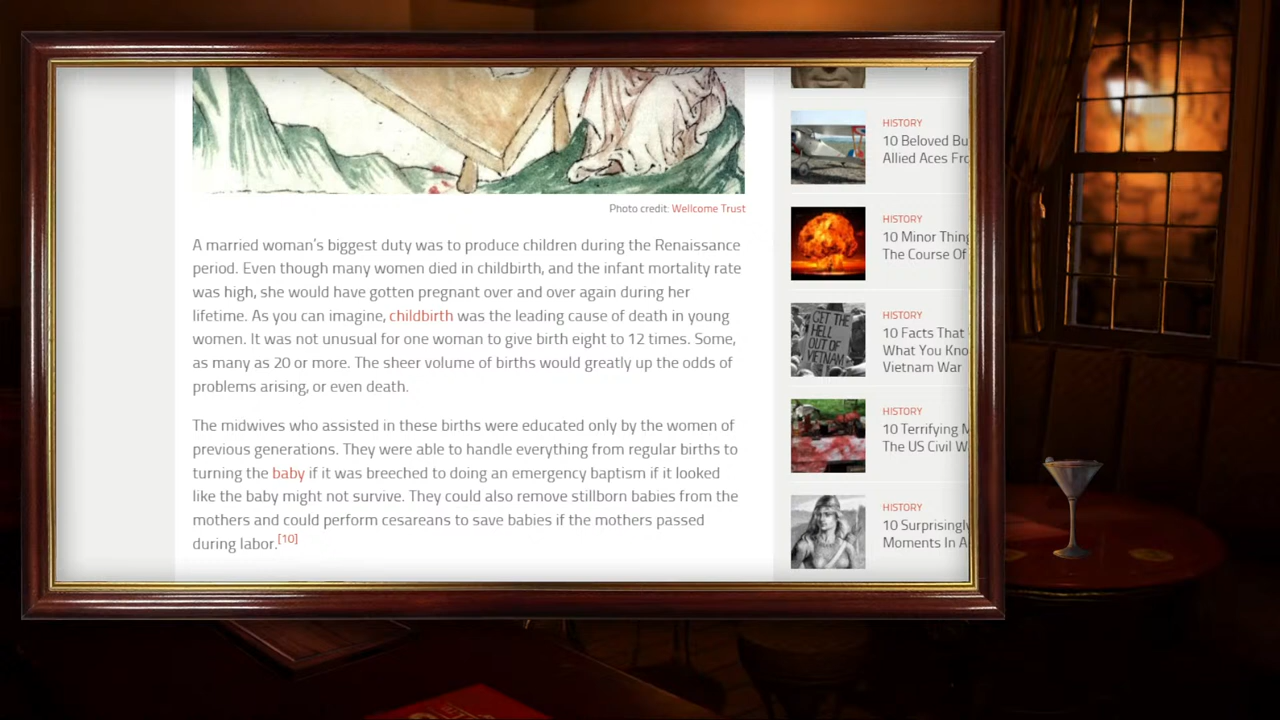 Photo credit: Wellcome Trust
A married woman's biggest duty was to produce children during the Renaissance
period. Even though many women died in childbirth, and the infant mortality rate
was high, she would have gotten pregnant over and over again during her
lifetime. As you can imagine, childbirth was the leading cause of death in young
women. It was not unusual for one woman to give birth eight to 12 times. Some,
as many as 20 or more. The sheer volume of births would greatly up the odds of
problems arising, or even death.
The midwives who assisted in these births were educated only by the women of
previous generations. They were able to handle everything from regular births to
turning the baby if it was breeched to doing an emergency baptism if it looked
like the baby might not survive. They could also remove stillborn babies from the
mothers and could perform cesareans to save babies if the mothers passed
during labor.[10]
HISTORY
10 Beloved Bu
Allied Aces Fro
HISTORY
10 Minor Thing
The Course Of
GET THE
HELL
OUT OF
VIETNAM
HISTORY
10 Facts That
What You Kno
Vietnam War
HISTORY
10 Terrifying M
The US Civil W
HISTORY
10 Surprisingly
Moments In A